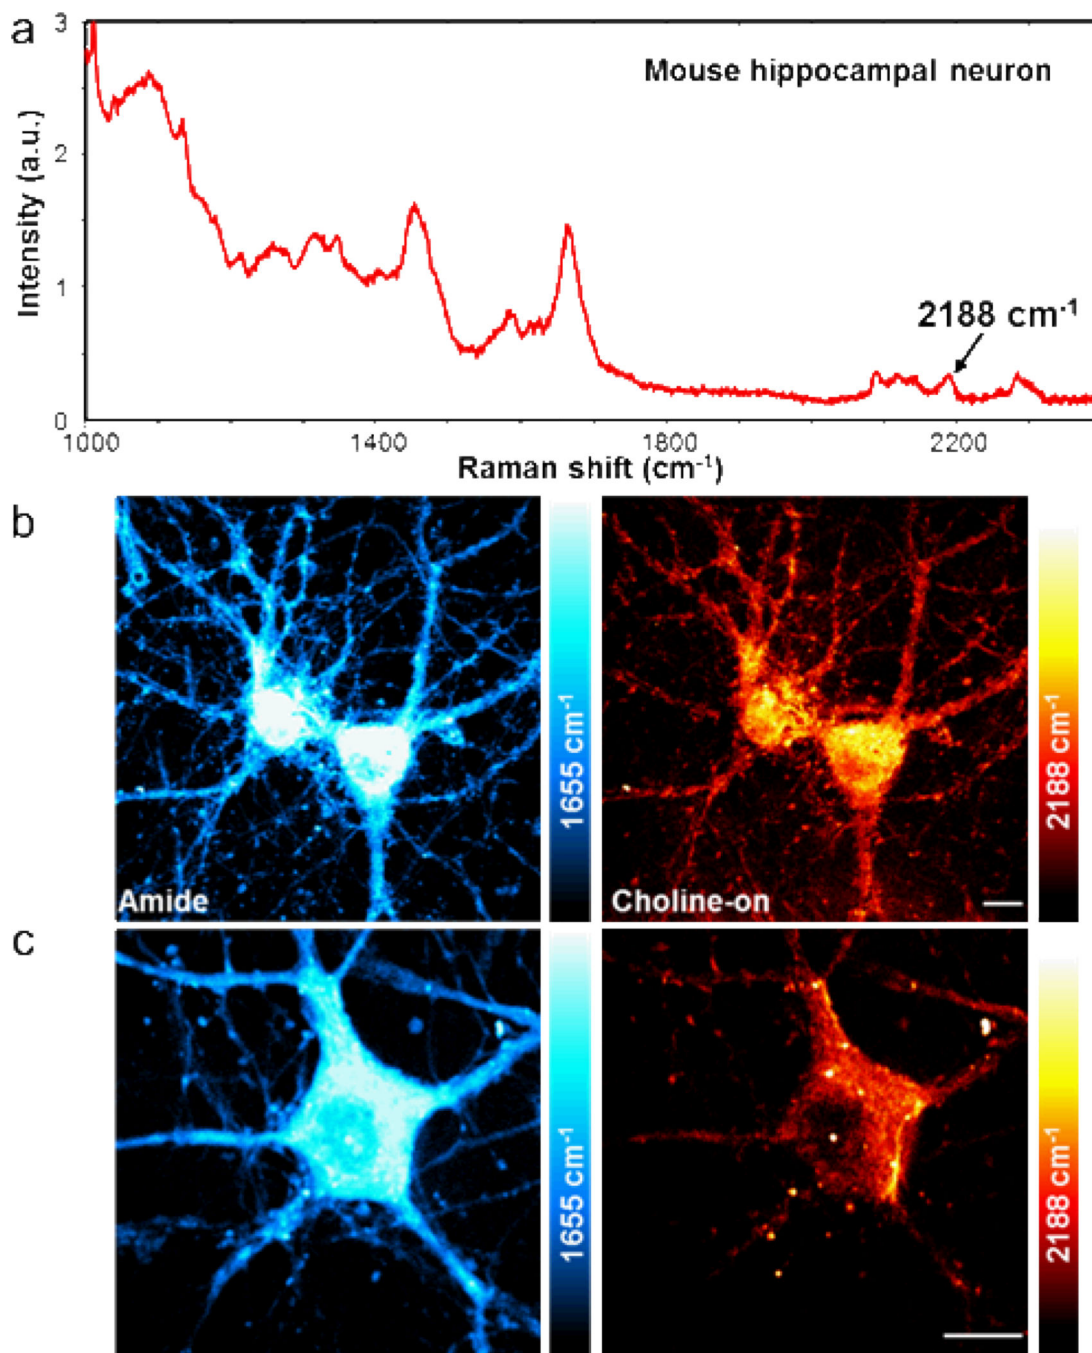 a
3
Mouse hippocampal neuron
2
Intensity (a.u.)
1
2188 cm⁻¹
0
1000 1400 1800 2200
Raman shift (cm⁻¹)
b
1655 cm⁻¹
2188 cm⁻¹
Amide
Choline-on
c
1655 cm⁻¹
2188 cm⁻¹